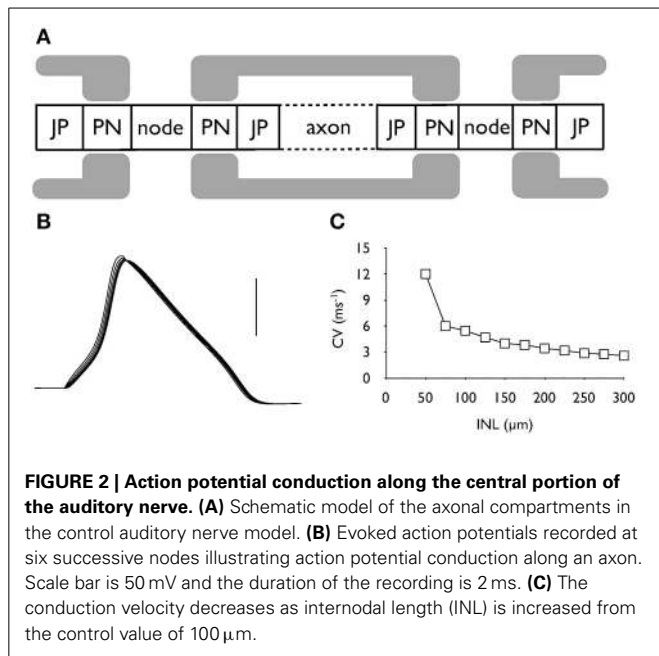 A
JP PN node PN JP axon JP PN node PN JP
B
C
15
12
9
6
3
0
CV (ms-1)
0 50 100 150 200 250 300
INL (µm)
FIGURE 2 | Action potential conduction along the central portion of
the auditory nerve. (A) Schematic model of the axonal compartments in
the control auditory nerve model. (B) Evoked action potentials recorded at
six successive nodes illustrating action potential conduction along an axon.
Scale bar is 50 mV and the duration of the recording is 2 ms. (C) The
conduction velocity decreases as internodal length (INL) is increased from
the control value of 100 µm.